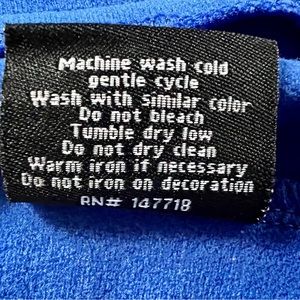 Machine wash cold
gentle cycle
Wash with similar color
Do not bleach
Tumble dry low
Do not dry clean
Warm iron if necessary
Do not iron on decoration
RN# 147718